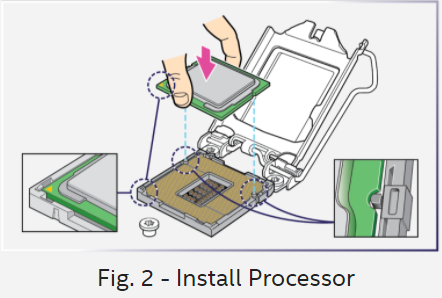 Fig. 2 - Install Processor